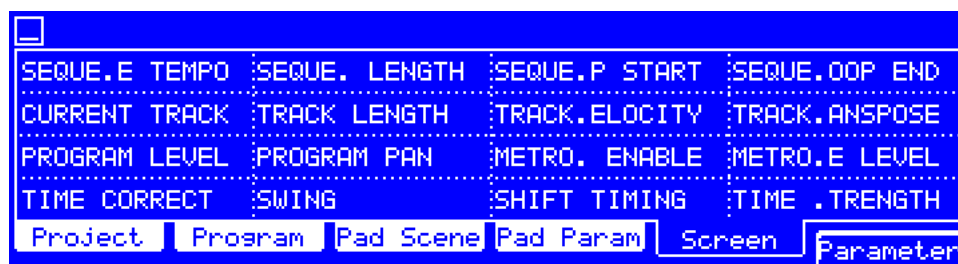 SEQUE.E TEMPO SEQUE. LENGTH SEQUE.P START SEQUE.OOP END
CURRENT TRACK TRACK LENGTH TRACK.ELOCITY TRACK.ANSPOSE
PROGRAM LEVEL PROGRAM PAN METRO. ENABLE METRO.E LEVEL
TIME CORRECT SWING SHIFT TIMING TIME .TRENGTH
Project Program Pad Scene Pad Param Screen Parameter